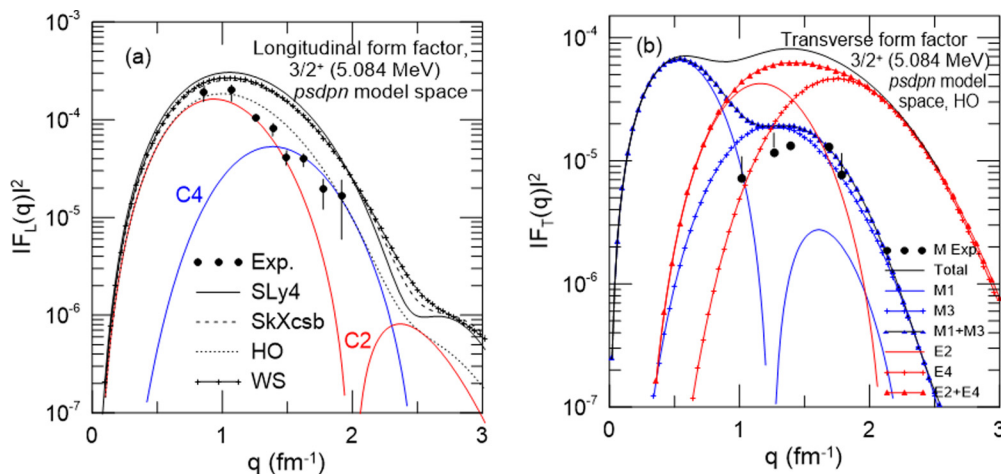 (a)
Longitudinal form factor,
3/2⁺ (5.084 MeV)
psdpn model space
C4
C2
Exp.
SLy4
SkXcsb
HO
WS
|F_L(q)|²
10⁻³
10⁻⁴
10⁻⁵
10⁻⁶
10⁻⁷
0 1 2 3
q (fm⁻¹)
(b)
Transverse form factor
3/2⁺ (5.084 MeV)
psdpn model
space, HO
M Exp.
Total
M1
M3
M1+M3
E2
E4
E2+E4
|F_T(q)|²
10⁻⁴
10⁻⁵
10⁻⁶
10⁻⁷
0 1 2 3
q (fm⁻¹)